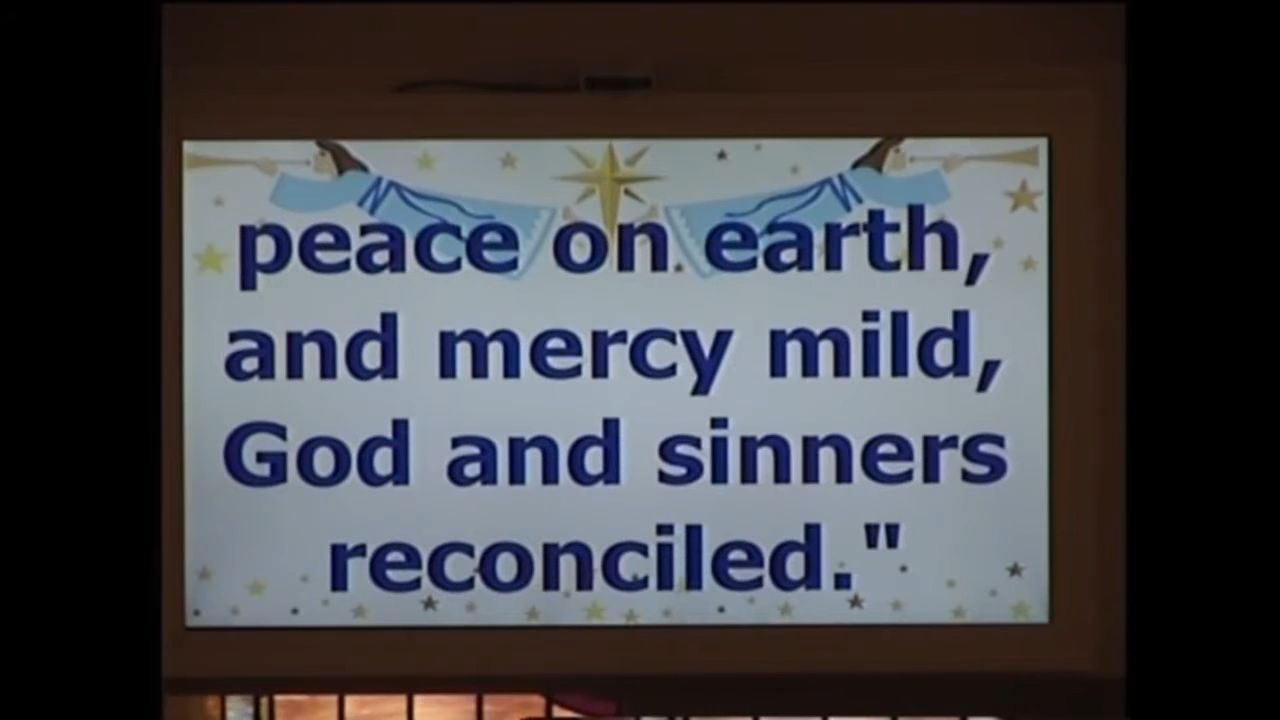 peace on earth,
and mercy mild,
God and sinners
reconciled."